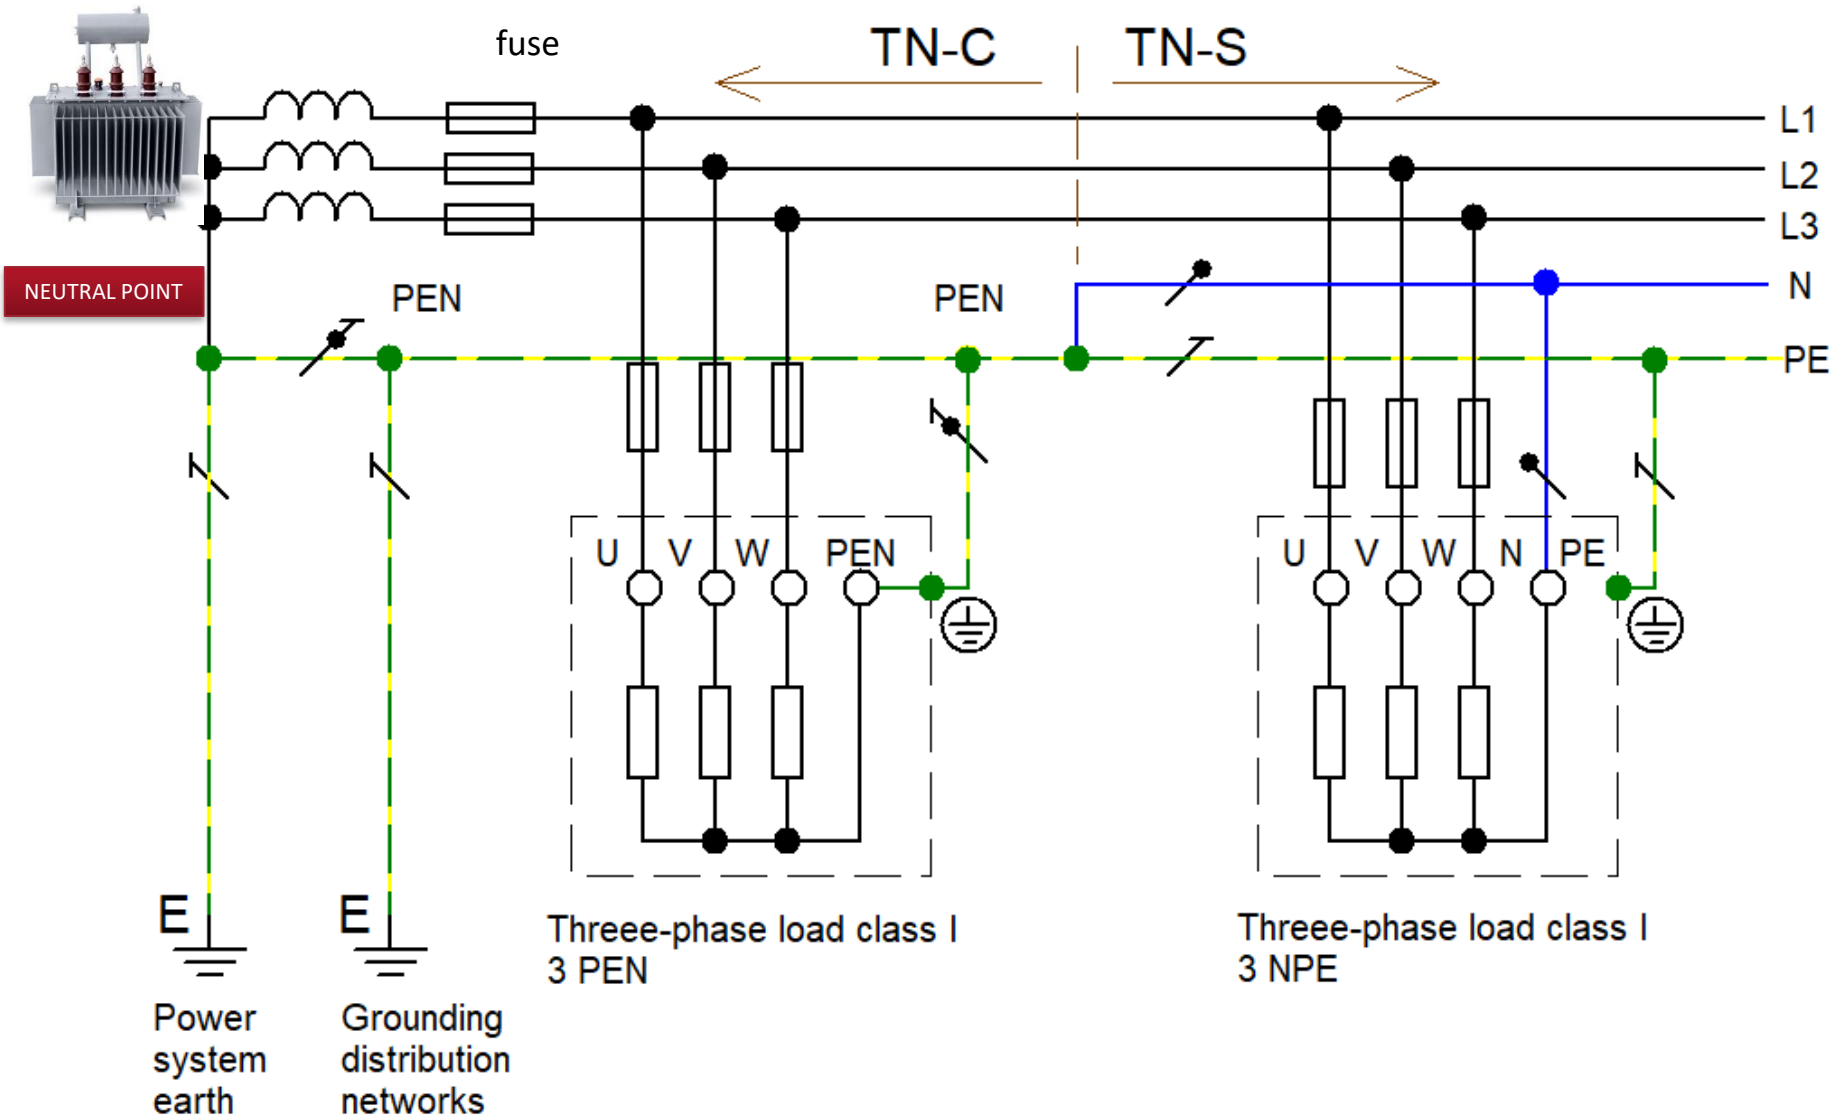 fuse
TN-C
TN-S
L1
L2
L3
N
PE
NEUTRAL POINT
PEN
PEN
U V W PEN
U V W N PE
E
E
Threee-phase load class I
3 PEN
Threee-phase load class I
3 NPE
Power
system
earth
Grounding
distribution
networks